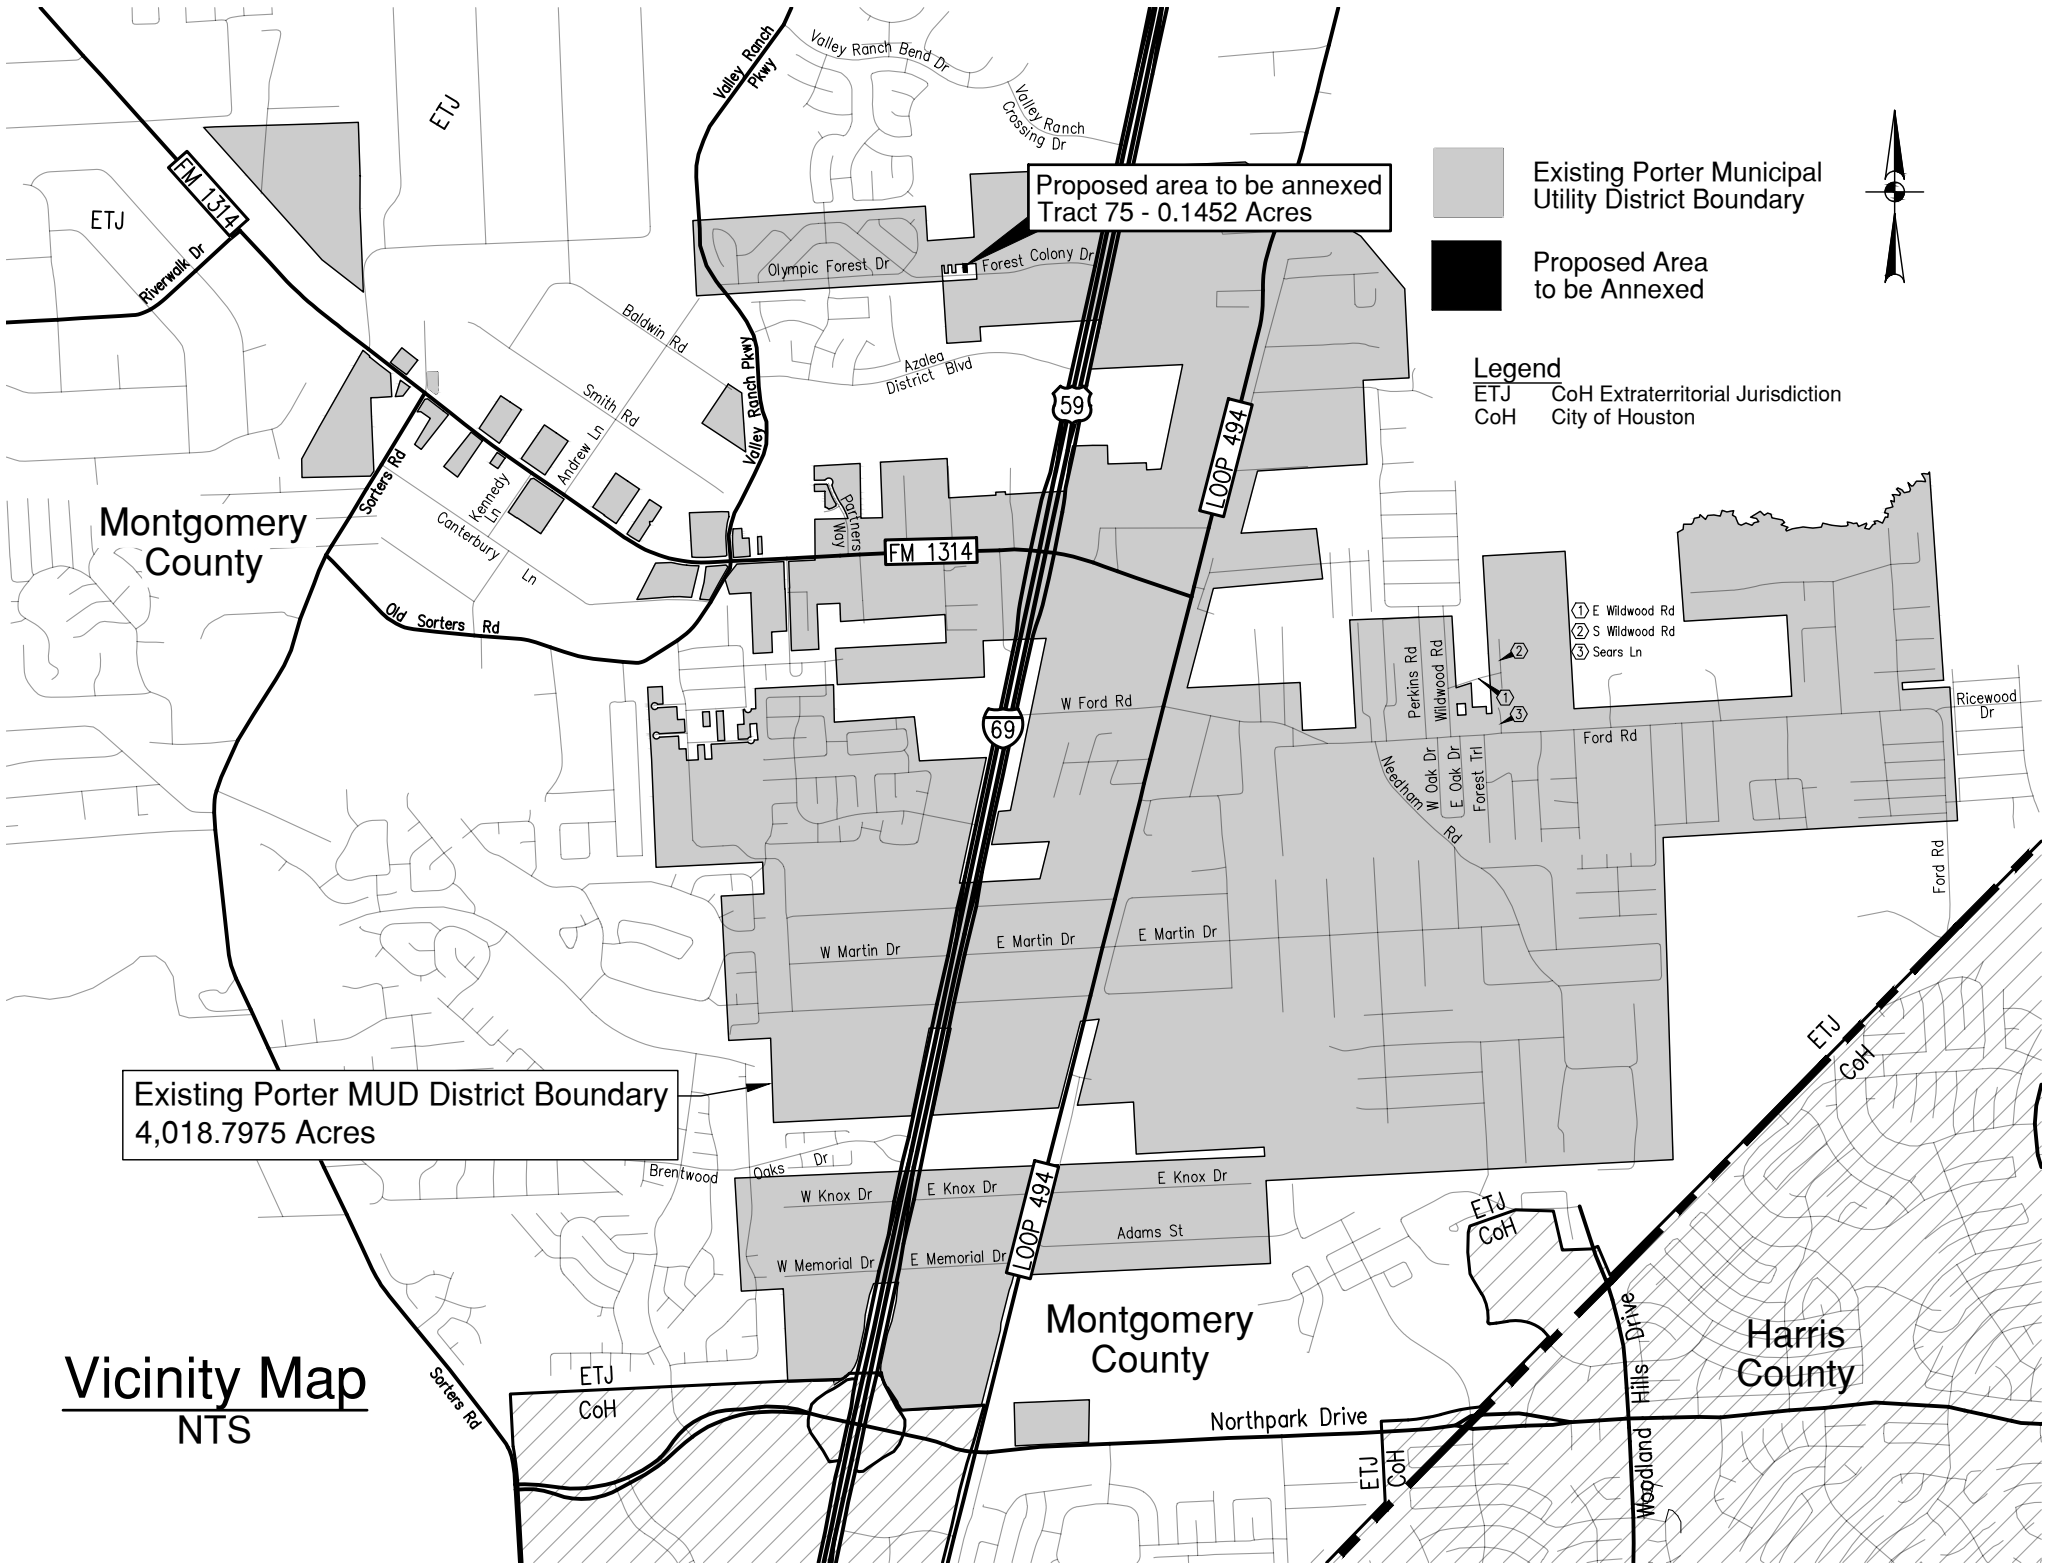 Valley Ranch
Pkwy
Valley Ranch Bend Dr
Valley Ranch
Crossing Dr
ETJ
FM 1314
ETJ
Riverwalk Dr
Proposed area to be annexed
Tract 75 - 0.1452 Acres
Existing Porter Municipal
Utility District Boundary
Proposed Area
to be Annexed
Legend
ETJ CoH Extraterritorial Jurisdiction
CoH City of Houston
Olympic Forest Dr
Forest Colony Dr
Baldwin Rd
Smith Rd
Valley Ranch Pkwy
Azalea
District Blvd
59
LOOP 494
Andrew Ln
Kennedy
Ln
Sorters Rd
Canterbury
Ln
Montgomery
County
Partners
Way
FM 1314
Old Sorters Rd
1 E Wildwood Rd
2 S Wildwood Rd
3 Sears Ln
2
1
3
Perkins Rd
Wildwood Rd
W Ford Rd
69
Ford Rd
Ricewood
Dr
Needham
Rd
W Oak Dr
E Oak Dr
Forest Trl
Ford Rd
W Martin Dr
E Martin Dr
E Martin Dr
ETJ
CoH
Existing Porter MUD District Boundary
4,018.7975 Acres
Brentwood
Oaks
Dr
W Knox Dr
E Knox Dr
E Knox Dr
LOOP 494
Adams St
W Memorial Dr
E Memorial Dr
ETJ
CoH
Montgomery
County
Harris
County
Woodland Hills Drive
Vicinity Map
NTS
Sorters Rd
ETJ
CoH
Northpark Drive
ETJ
CoH